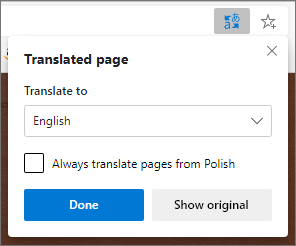 Translated page
Translate to
English
Always translate pages from Polish
Done
Show original